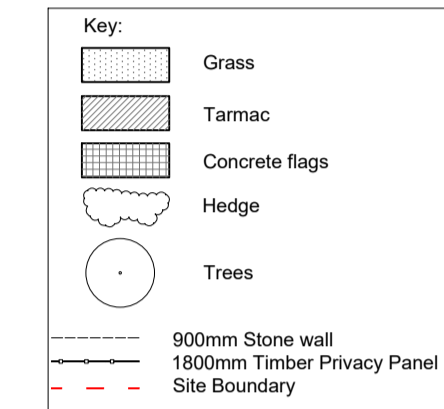 Key:
Grass
Tarmac
Concrete flags
Hedge
Trees
900mm Stone wall
1800mm Timber Privacy Panel
Site Boundary